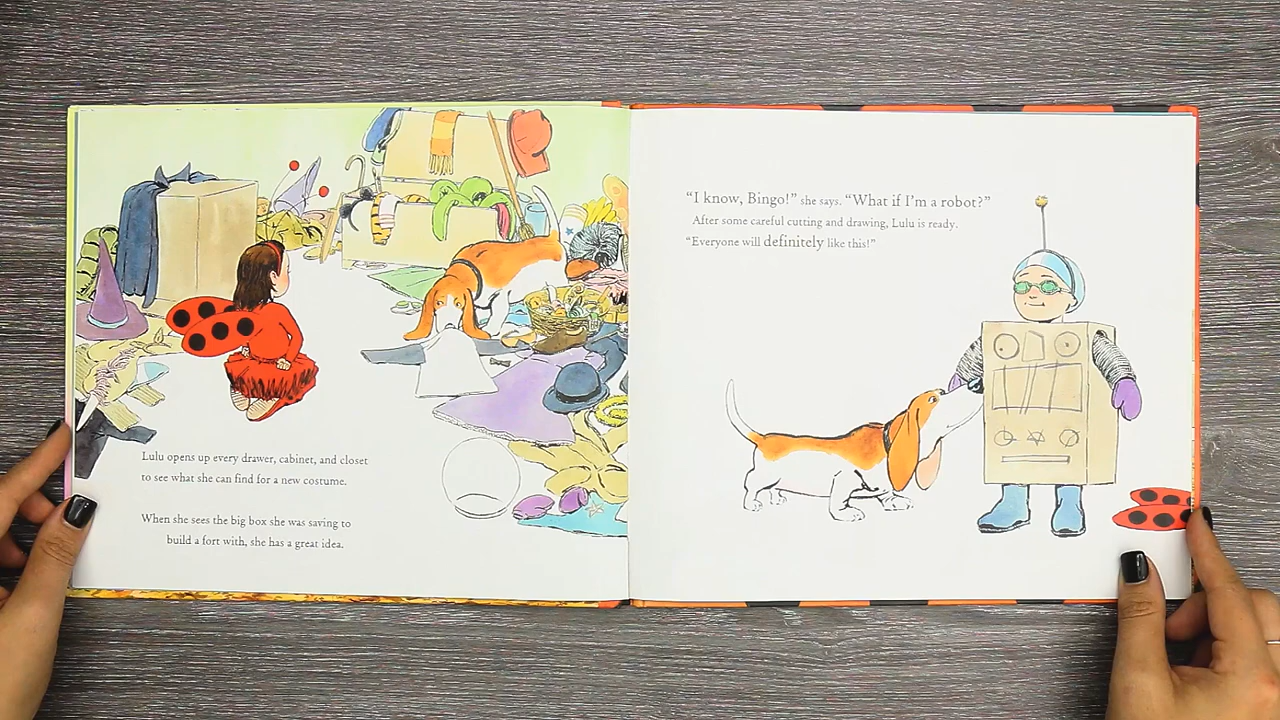 Lulu opens up every drawer, cabinet, and closet
to see what she can find for a new costume.
When she sees the big box she was saving to
build a fort with, she has a great idea.
“I know, Bingo!” she says. “What if I’m a robot?”
After some careful cutting and drawing, Lulu is ready.
“Everyone will definitely like this!”